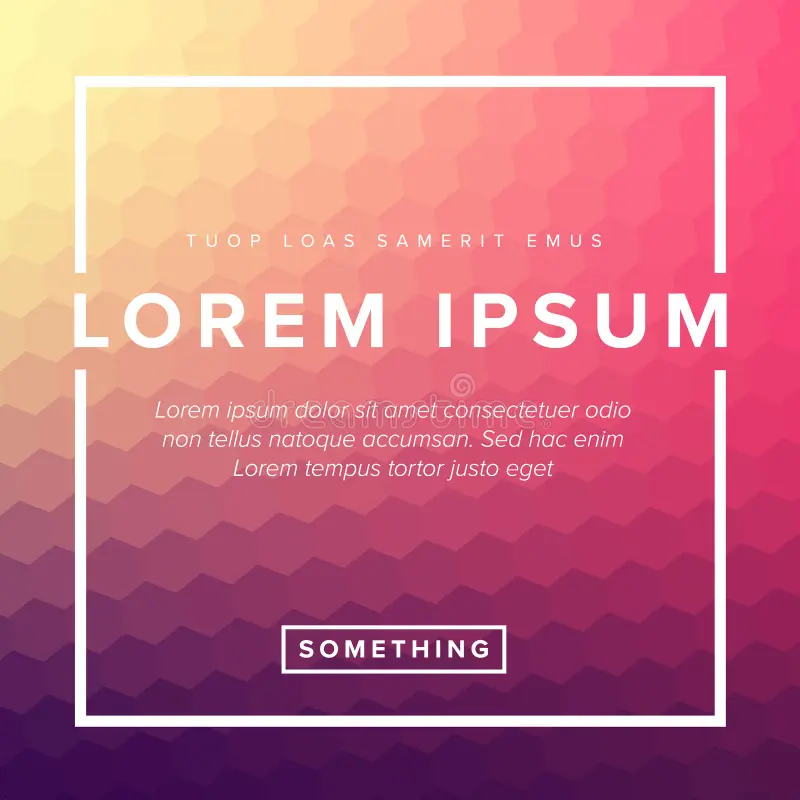 TUOP LOAS SAMERIT EMUS
LOREM IPSUM
Lorem ipsum dolor sit amet consectetuer odio
non tellus natoque accumsan. Sed hac enim
Lorem tempus tortor justo eget
dreamstime
SOMETHING